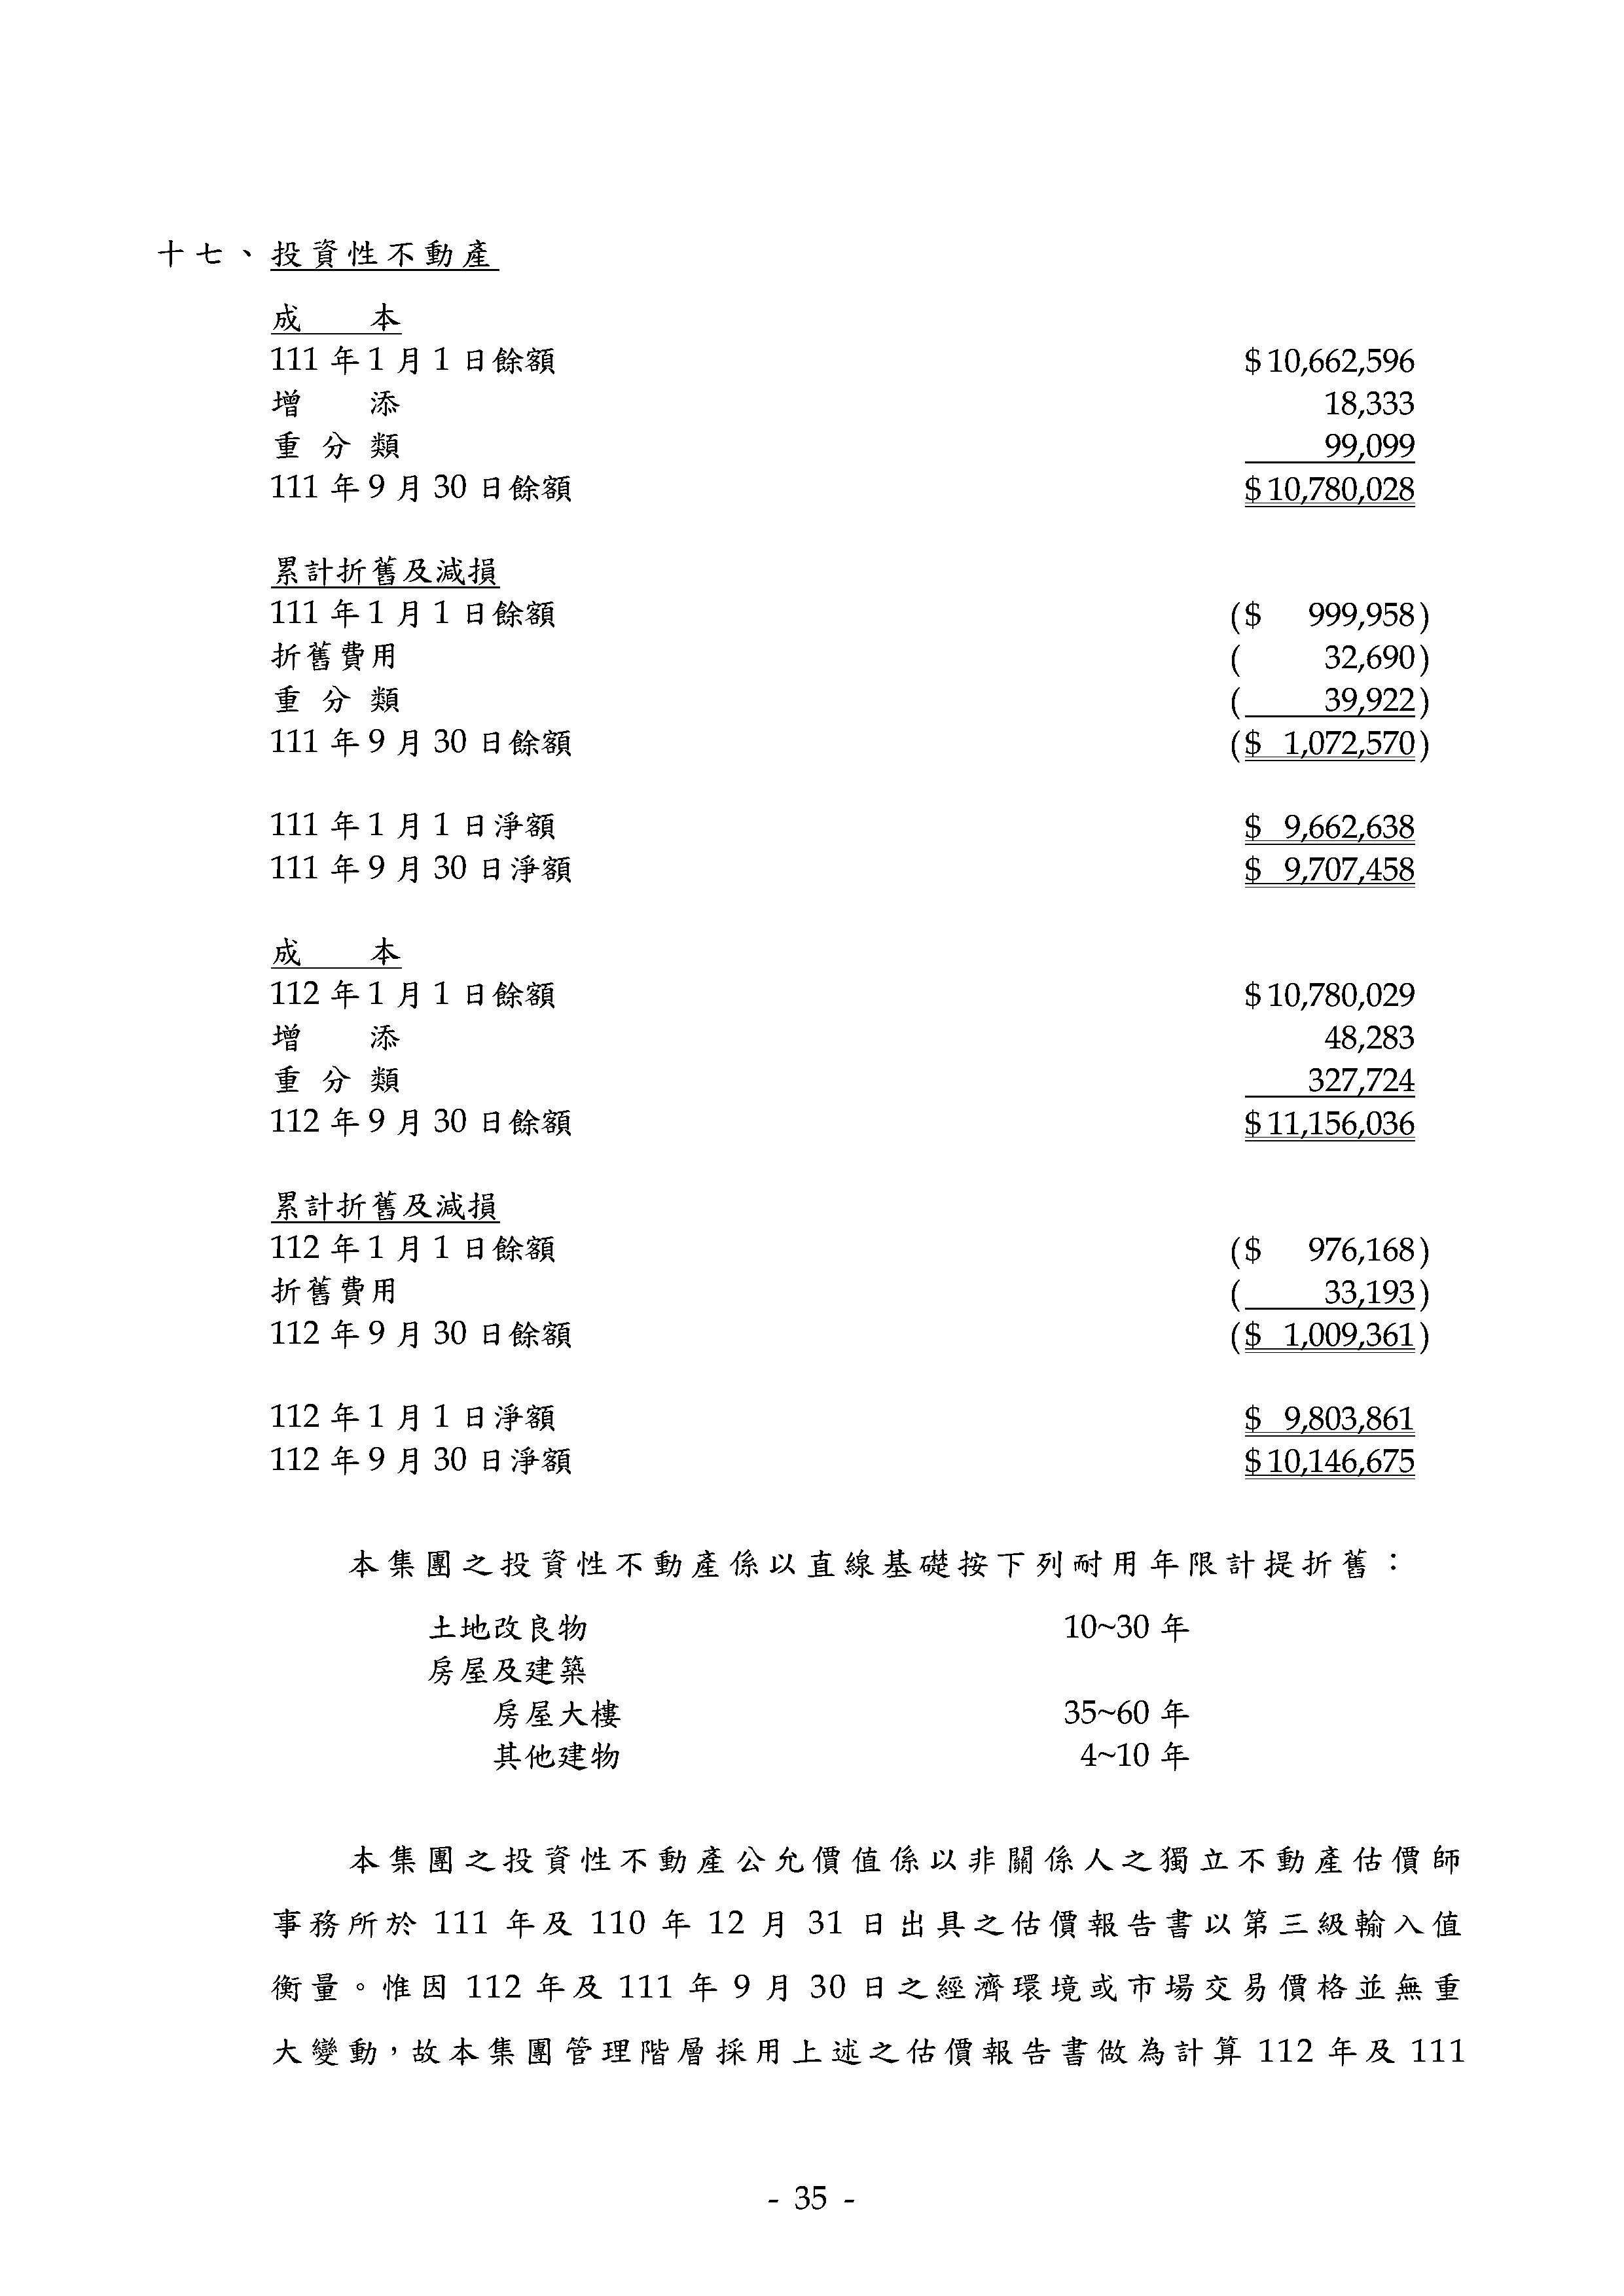 十七、投資性不動產
成　　本
111 年 1 月 1 日餘額 $10,662,596
增　　添 18,333
重 分 類 99,099
111 年 9 月 30 日餘額 $10,780,028
累計折舊及減損
111 年 1 月 1 日餘額 ($ 999,958)
折舊費用 ( 32,690)
重 分 類 ( 39,922)
111 年 9 月 30 日餘額 ($ 1,072,570)
111 年 1 月 1 日淨額 $ 9,662,638
111 年 9 月 30 日淨額 $ 9,707,458
成　　本
112 年 1 月 1 日餘額 $10,780,029
增　　添 48,283
重 分 類 327,724
112 年 9 月 30 日餘額 $11,156,036
累計折舊及減損
112 年 1 月 1 日餘額 ($ 976,168)
折舊費用 ( 33,193)
112 年 9 月 30 日餘額 ($ 1,009,361)
112 年 1 月 1 日淨額 $ 9,803,861
112 年 9 月 30 日淨額 $10,146,675
本集團之投資性不動產係以直線基礎按下列耐用年限計提折舊：
土地改良物 10~30 年
房屋及建築
房屋大樓 35~60 年
其他建物 4~10 年
本集團之投資性不動產公允價值係以非關係人之獨立不動產估價師
事務所於 111 年及 110 年 12 月 31 日出具之估價報告書以第三級輸入值
衡量。惟因 112 年及 111 年 9 月 30 日之經濟環境或市場交易價格並無重
大變動，故本集團管理階層採用上述之估價報告書做為計算 112 年及 111
- 35 -